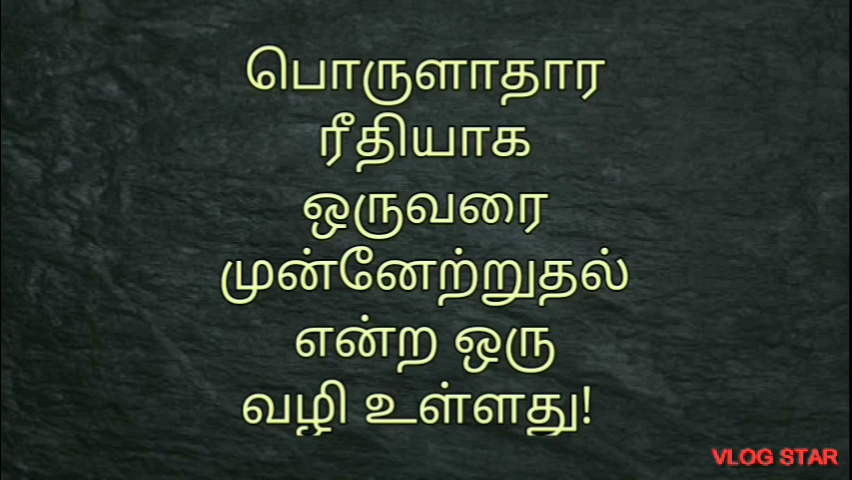 பொருளாதார
ரீதியாக
ஒருவரை
முன்னேற்றுதல்
என்ற ஒரு
வழி உள்ளது!
VLOG STAR